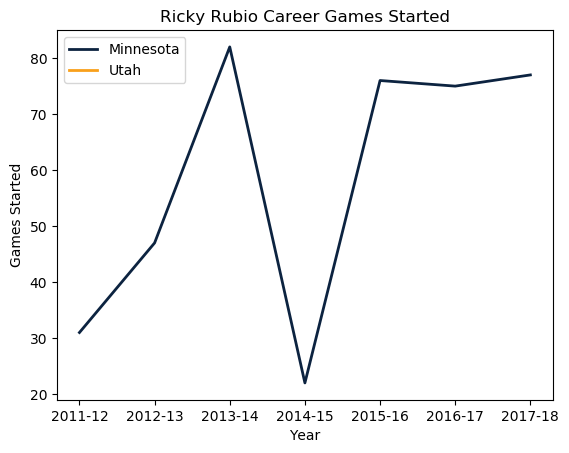 Ricky Rubio Career Games Started
Minnesota
Utah
80
70
60
50
40
30
20
Games Started
2011-12 2012-13 2013-14 2014-15 2015-16 2016-17 2017-18
Year